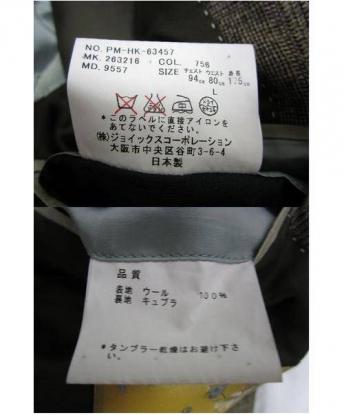 NO. PM-HK-63457
MK. 263216 COL. 756
MD. 9557 SIZE チェスト ウエスト 身長
94cm 80cm 175cm
L
*このラベルに直接アイロンを
あてないで下さい。
(株)ジョイックスコーポレーション
大阪市中央区谷町3-6-4
日本製
品質
表地 ウール 100%
裏地 キュプラ
*タンブラー乾燥はお避け下さい。